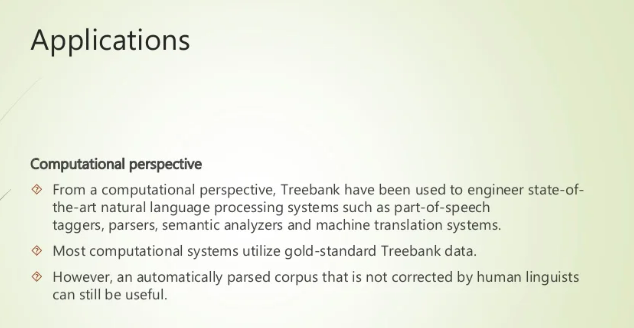 Applications
Computational perspective
From a computational perspective, Treebank have been used to engineer state-of-
the-art natural language processing systems such as part-of-speech
taggers, parsers, semantic analyzers and machine translation systems.
Most computational systems utilize gold-standard Treebank data.
However, an automatically parsed corpus that is not corrected by human linguists
can still be useful.